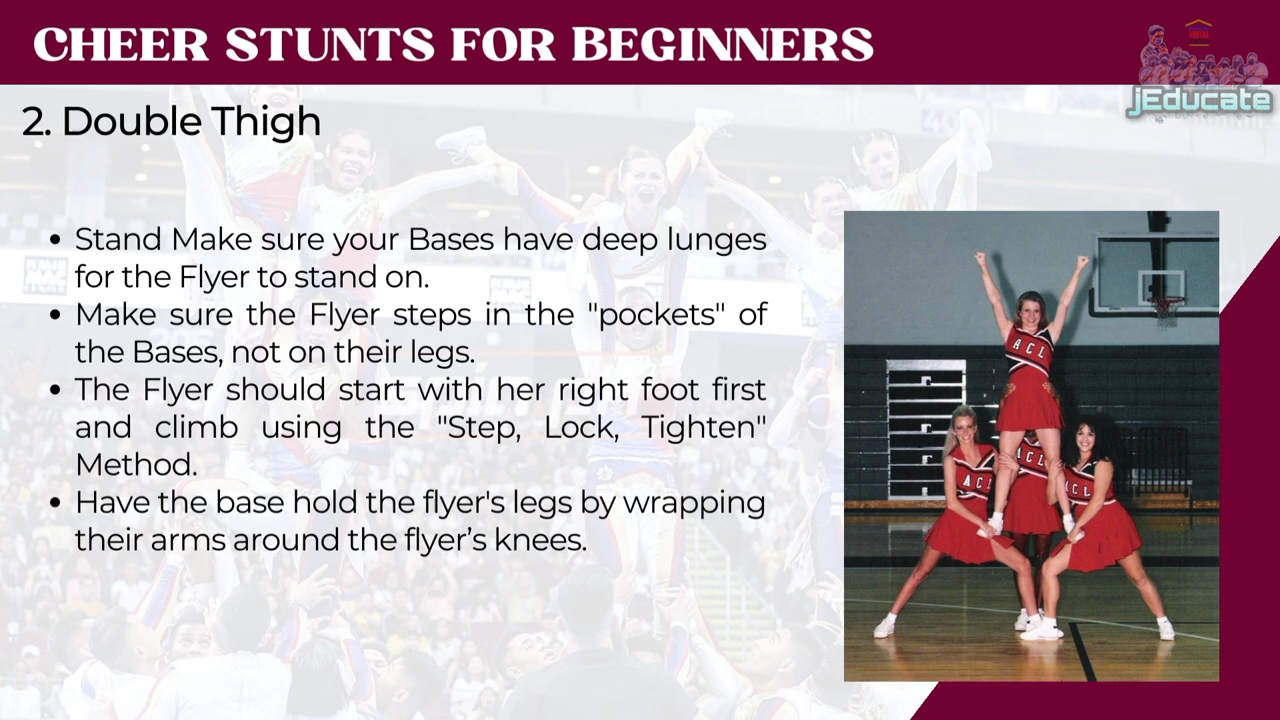 CHEER STUNTS FOR BEGINNERS
jEducate
2. Double Thigh
• Stand Make sure your Bases have deep lunges
for the Flyer to stand on.
• Make sure the Flyer steps in the "pockets" of
the Bases, not on their legs.
• The Flyer should start with her right foot first
and climb using the "Step, Lock, Tighten"
Method.
• Have the base hold the flyer's legs by wrapping
their arms around the flyer’s knees.
ACL
ACL
ACL
ACL